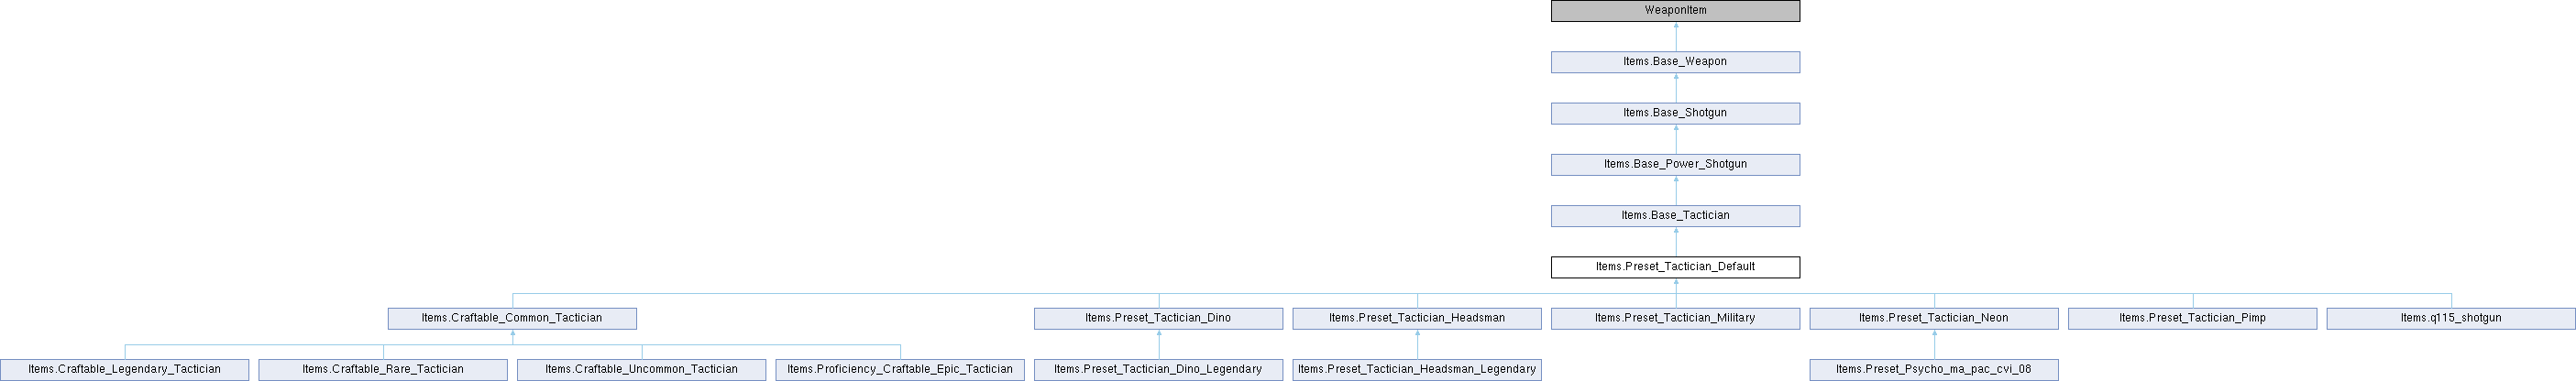 WeaponItem
Items.Base_Weapon
Items.Base_Shotgun
Items.Base_Power_Shotgun
Items.Base_Tactician
Items.Preset_Tactician_Default
Items.Craftable_Common_Tactician
Items.Preset_Tactician_Dino
Items.Preset_Tactician_Headsman
Items.Preset_Tactician_Military
Items.Preset_Tactician_Neon
Items.Preset_Tactician_Pimp
Items.q115_shotgun
Items.Craftable_Legendary_Tactician
Items.Craftable_Rare_Tactician
Items.Craftable_Uncommon_Tactician
Items.Proficiency_Craftable_Epic_Tactician
Items.Preset_Tactician_Dino_Legendary
Items.Preset_Tactician_Headsman_Legendary
Items.Preset_Psycho_ma_pac_cvi_08